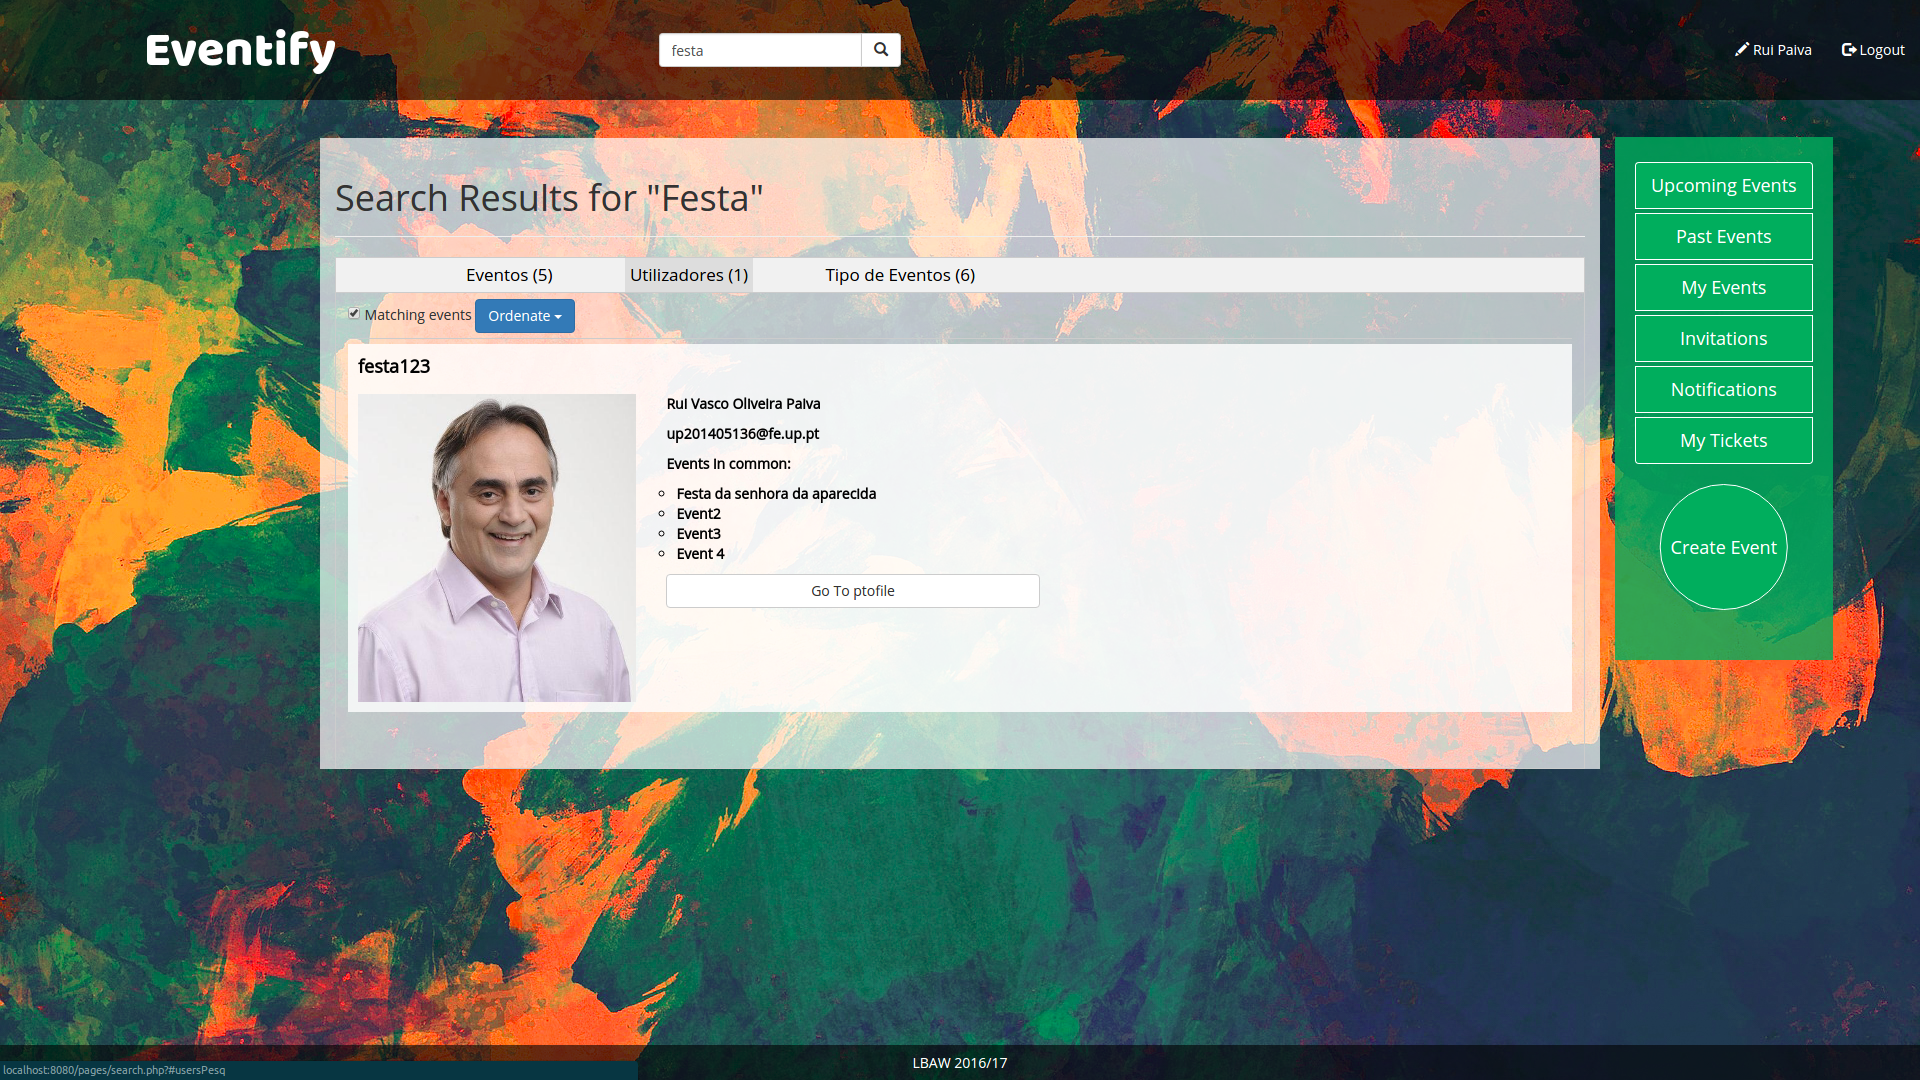 Eventify
festa
Rui Paiva
Logout
Search Results for "Festa"
Eventos (5)
Utilizadores (1)
Tipo de Eventos (6)
Matching events
Ordenate
festa123
Rui Vasco Oliveira Paiva
up201405136@fe.up.pt
Events in common:
Festa da senhora da aparecida
Event2
Event3
Event 4
Go To ptofile
Upcoming Events
Past Events
My Events
Invitations
Notifications
My Tickets
Create Event
LBAW 2016/17
localhost:8080/pages/search.php?#usersPesq